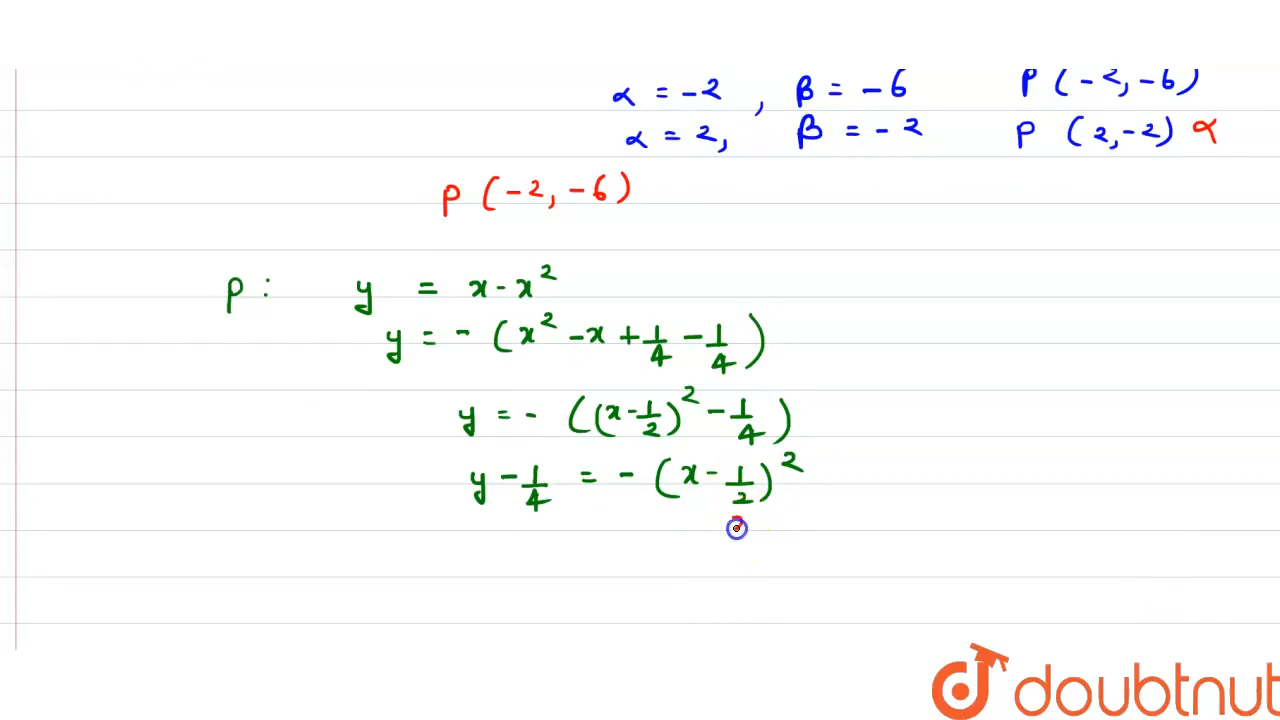 α = -2 , β = -6 P (-2, -6)
α = 2, β = -2 P (2, -2) α
P (-2, -6)
P : y = x - x²
y = - (x² - x + 1/4 - 1/4)
y = - ((x - 1/2)² - 1/4)
y - 1/4 = - (x - 1/2)²
doubtnut